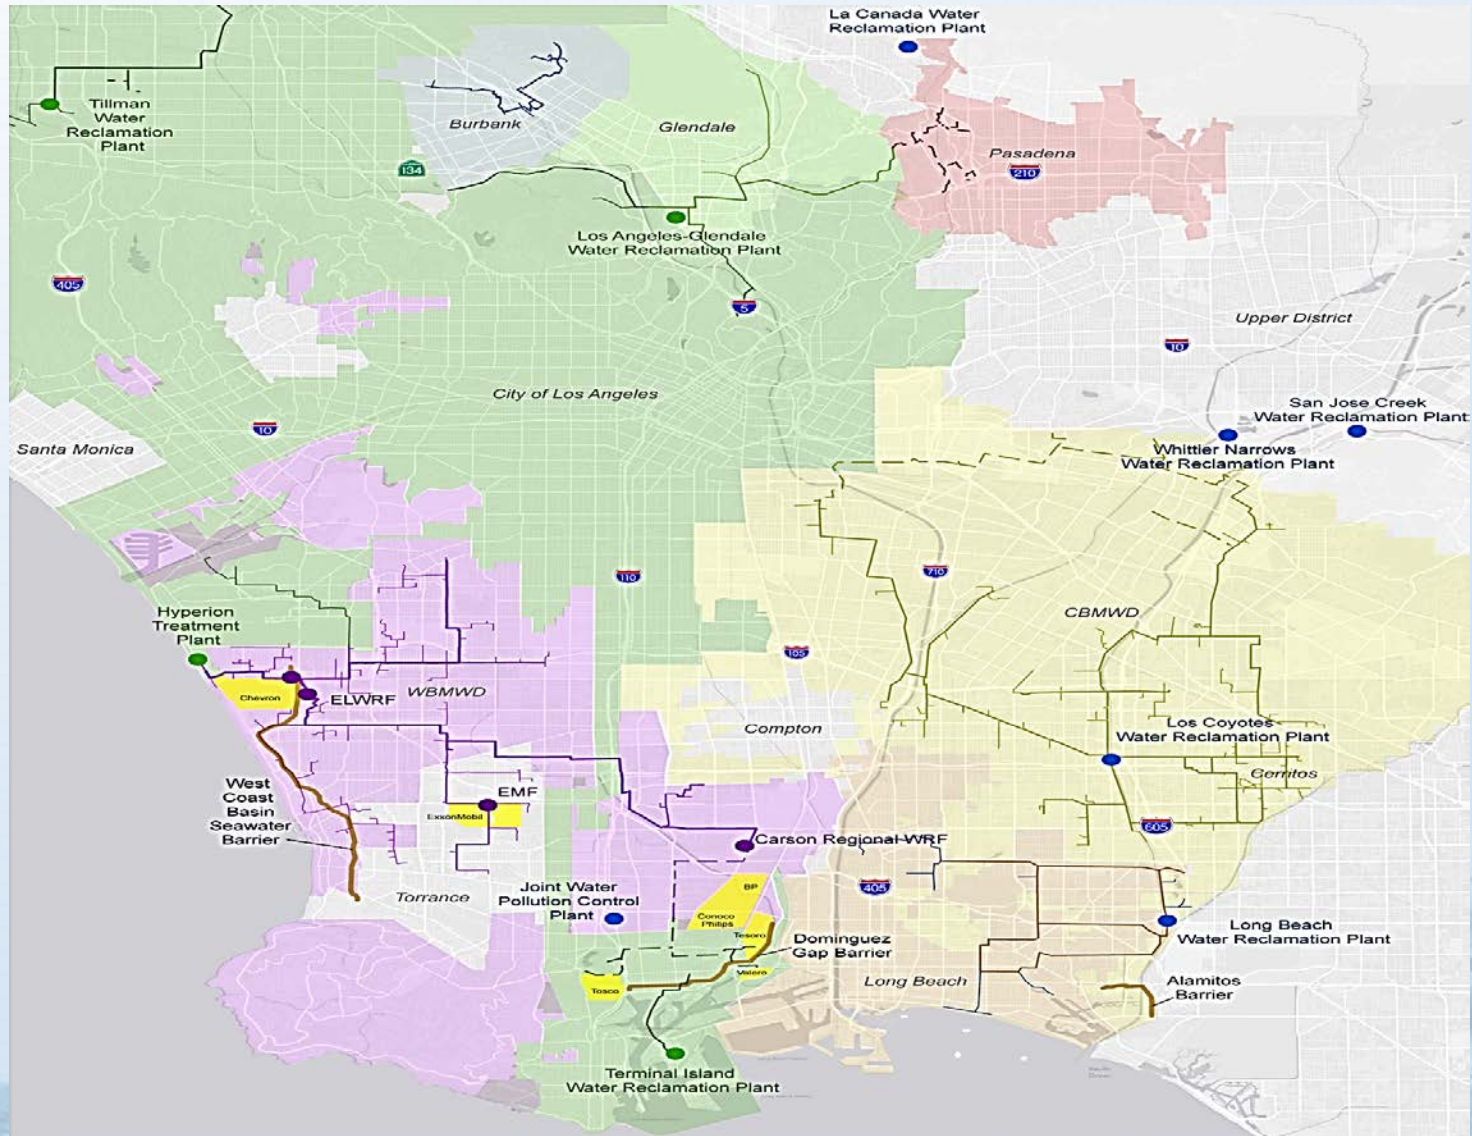 La Canada Water
Reclamation Plant
Tillman
Water
Reclamation
Plant
Burbank
Glendale
Pasadena
134
210
Los Angeles-Glendale
Water Reclamation Plant
405
5
Upper District
10
City of Los Angeles
San Jose Creek
Water Reclamation Plant
10
Santa Monica
Whittier Narrows
Water Reclamation Plant
110
710
Hyperion
Treatment
Plant
CBMWD
105
Chevron
ELWRF
WBMWD
Compton
Los Coyotes
Water Reclamation Plant
Cerritos
West
Coast
Basin
Seawater
Barrier
EMF
ExxonMobil
605
Carson Regional WRF
405
BP
Torrance
Joint Water
Pollution Control
Plant
Conoco
Philips
Tesoro
Long Beach
Water Reclamation Plant
Dominguez
Gap Barrier
Valero
Long Beach
Alamitos
Barrier
Tosco
Terminal Island
Water Reclamation Plant